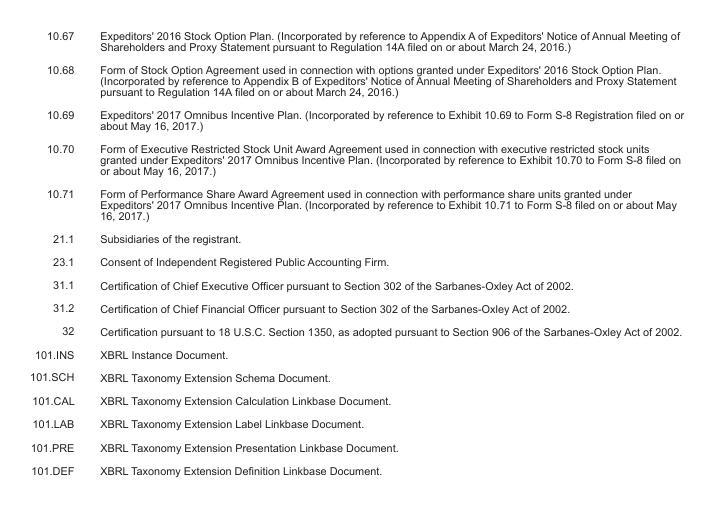 10.67 Expeditors' 2016 Stock Option Plan. (Incorporated by reference to Appendix A of Expeditors' Notice of Annual Meeting of
Shareholders and Proxy Statement pursuant to Regulation 14A filed on or about March 24, 2016.)
10.68 Form of Stock Option Agreement used in connection with options granted under Expeditors' 2016 Stock Option Plan.
(Incorporated by reference to Appendix B of Expeditors' Notice of Annual Meeting of Shareholders and Proxy Statement
pursuant to Regulation 14A filed on or about March 24, 2016.)
10.69 Expeditors' 2017 Omnibus Incentive Plan. (Incorporated by reference to Exhibit 10.69 to Form S-8 Registration filed on or
about May 16, 2017.)
10.70 Form of Executive Restricted Stock Unit Award Agreement used in connection with executive restricted stock units
granted under Expeditors' 2017 Omnibus Incentive Plan. (Incorporated by reference to Exhibit 10.70 to Form S-8 filed on
or about May 16, 2017.)
10.71 Form of Performance Share Award Agreement used in connection with performance share units granted under
Expeditors' 2017 Omnibus Incentive Plan. (Incorporated by reference to Exhibit 10.71 to Form S-8 filed on or about May
16, 2017.)
21.1 Subsidiaries of the registrant.
23.1 Consent of Independent Registered Public Accounting Firm.
31.1 Certification of Chief Executive Officer pursuant to Section 302 of the Sarbanes-Oxley Act of 2002.
31.2 Certification of Chief Financial Officer pursuant to Section 302 of the Sarbanes-Oxley Act of 2002.
32 Certification pursuant to 18 U.S.C. Section 1350, as adopted pursuant to Section 906 of the Sarbanes-Oxley Act of 2002.
101.INS XBRL Instance Document.
101.SCH XBRL Taxonomy Extension Schema Document.
101.CAL XBRL Taxonomy Extension Calculation Linkbase Document.
101.LAB XBRL Taxonomy Extension Label Linkbase Document.
101.PRE XBRL Taxonomy Extension Presentation Linkbase Document.
101.DEF XBRL Taxonomy Extension Definition Linkbase Document.